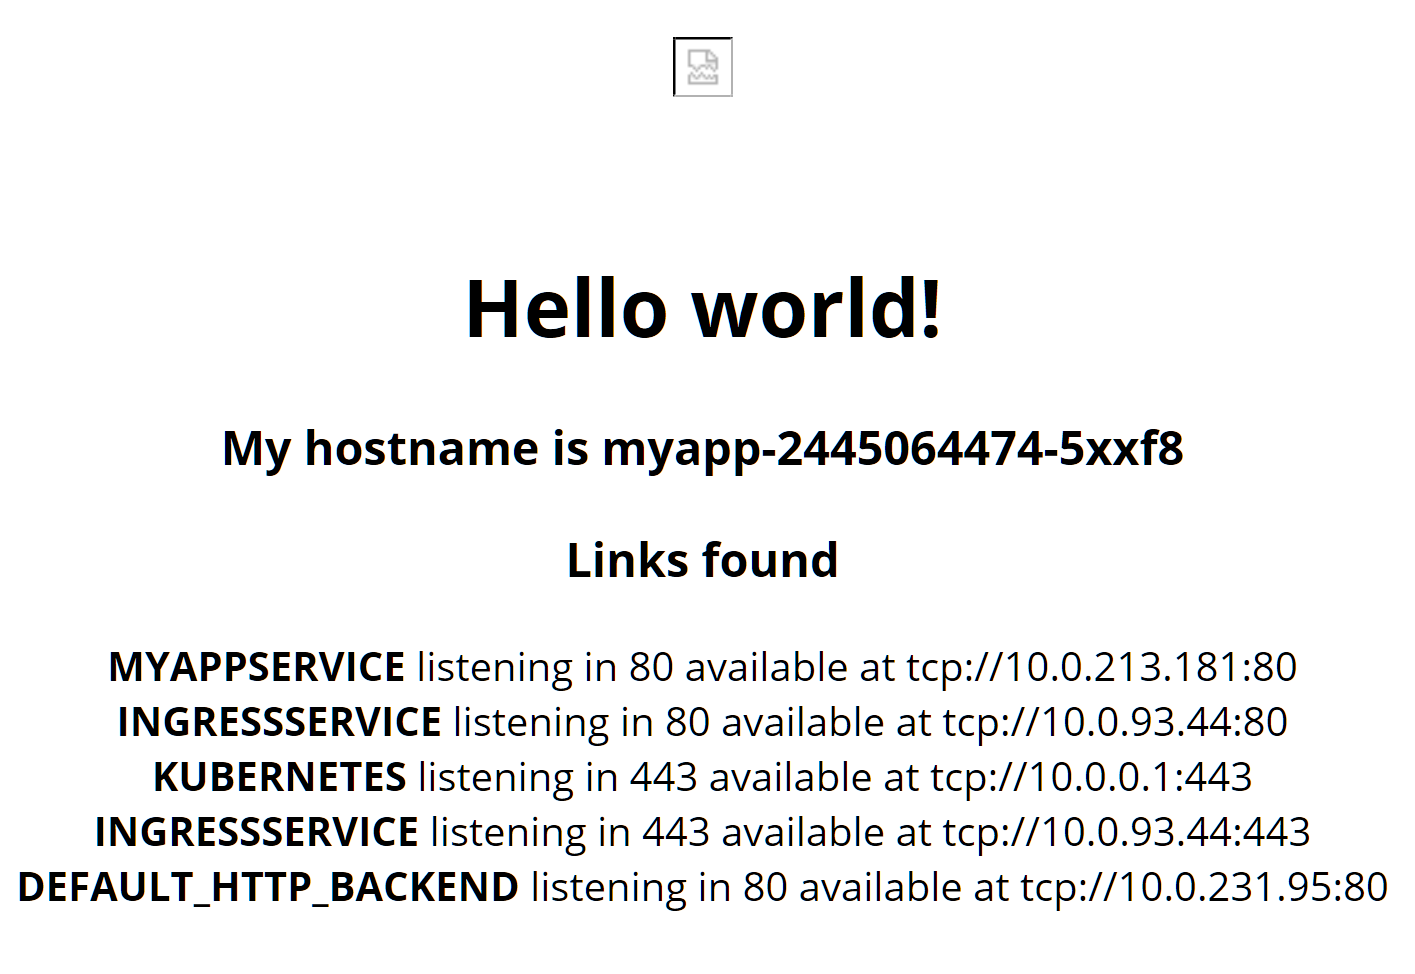 Hello world!
My hostname is myapp-2445064474-5xxf8
Links found
MYAPPSERVICE listening in 80 available at tcp://10.0.213.181:80
INGRESSSERVICE listening in 80 available at tcp://10.0.93.44:80
KUBERNETES listening in 443 available at tcp://10.0.0.1:443
INGRESSSERVICE listening in 443 available at tcp://10.0.93.44:443
DEFAULT_HTTP_BACKEND listening in 80 available at tcp://10.0.231.95:80